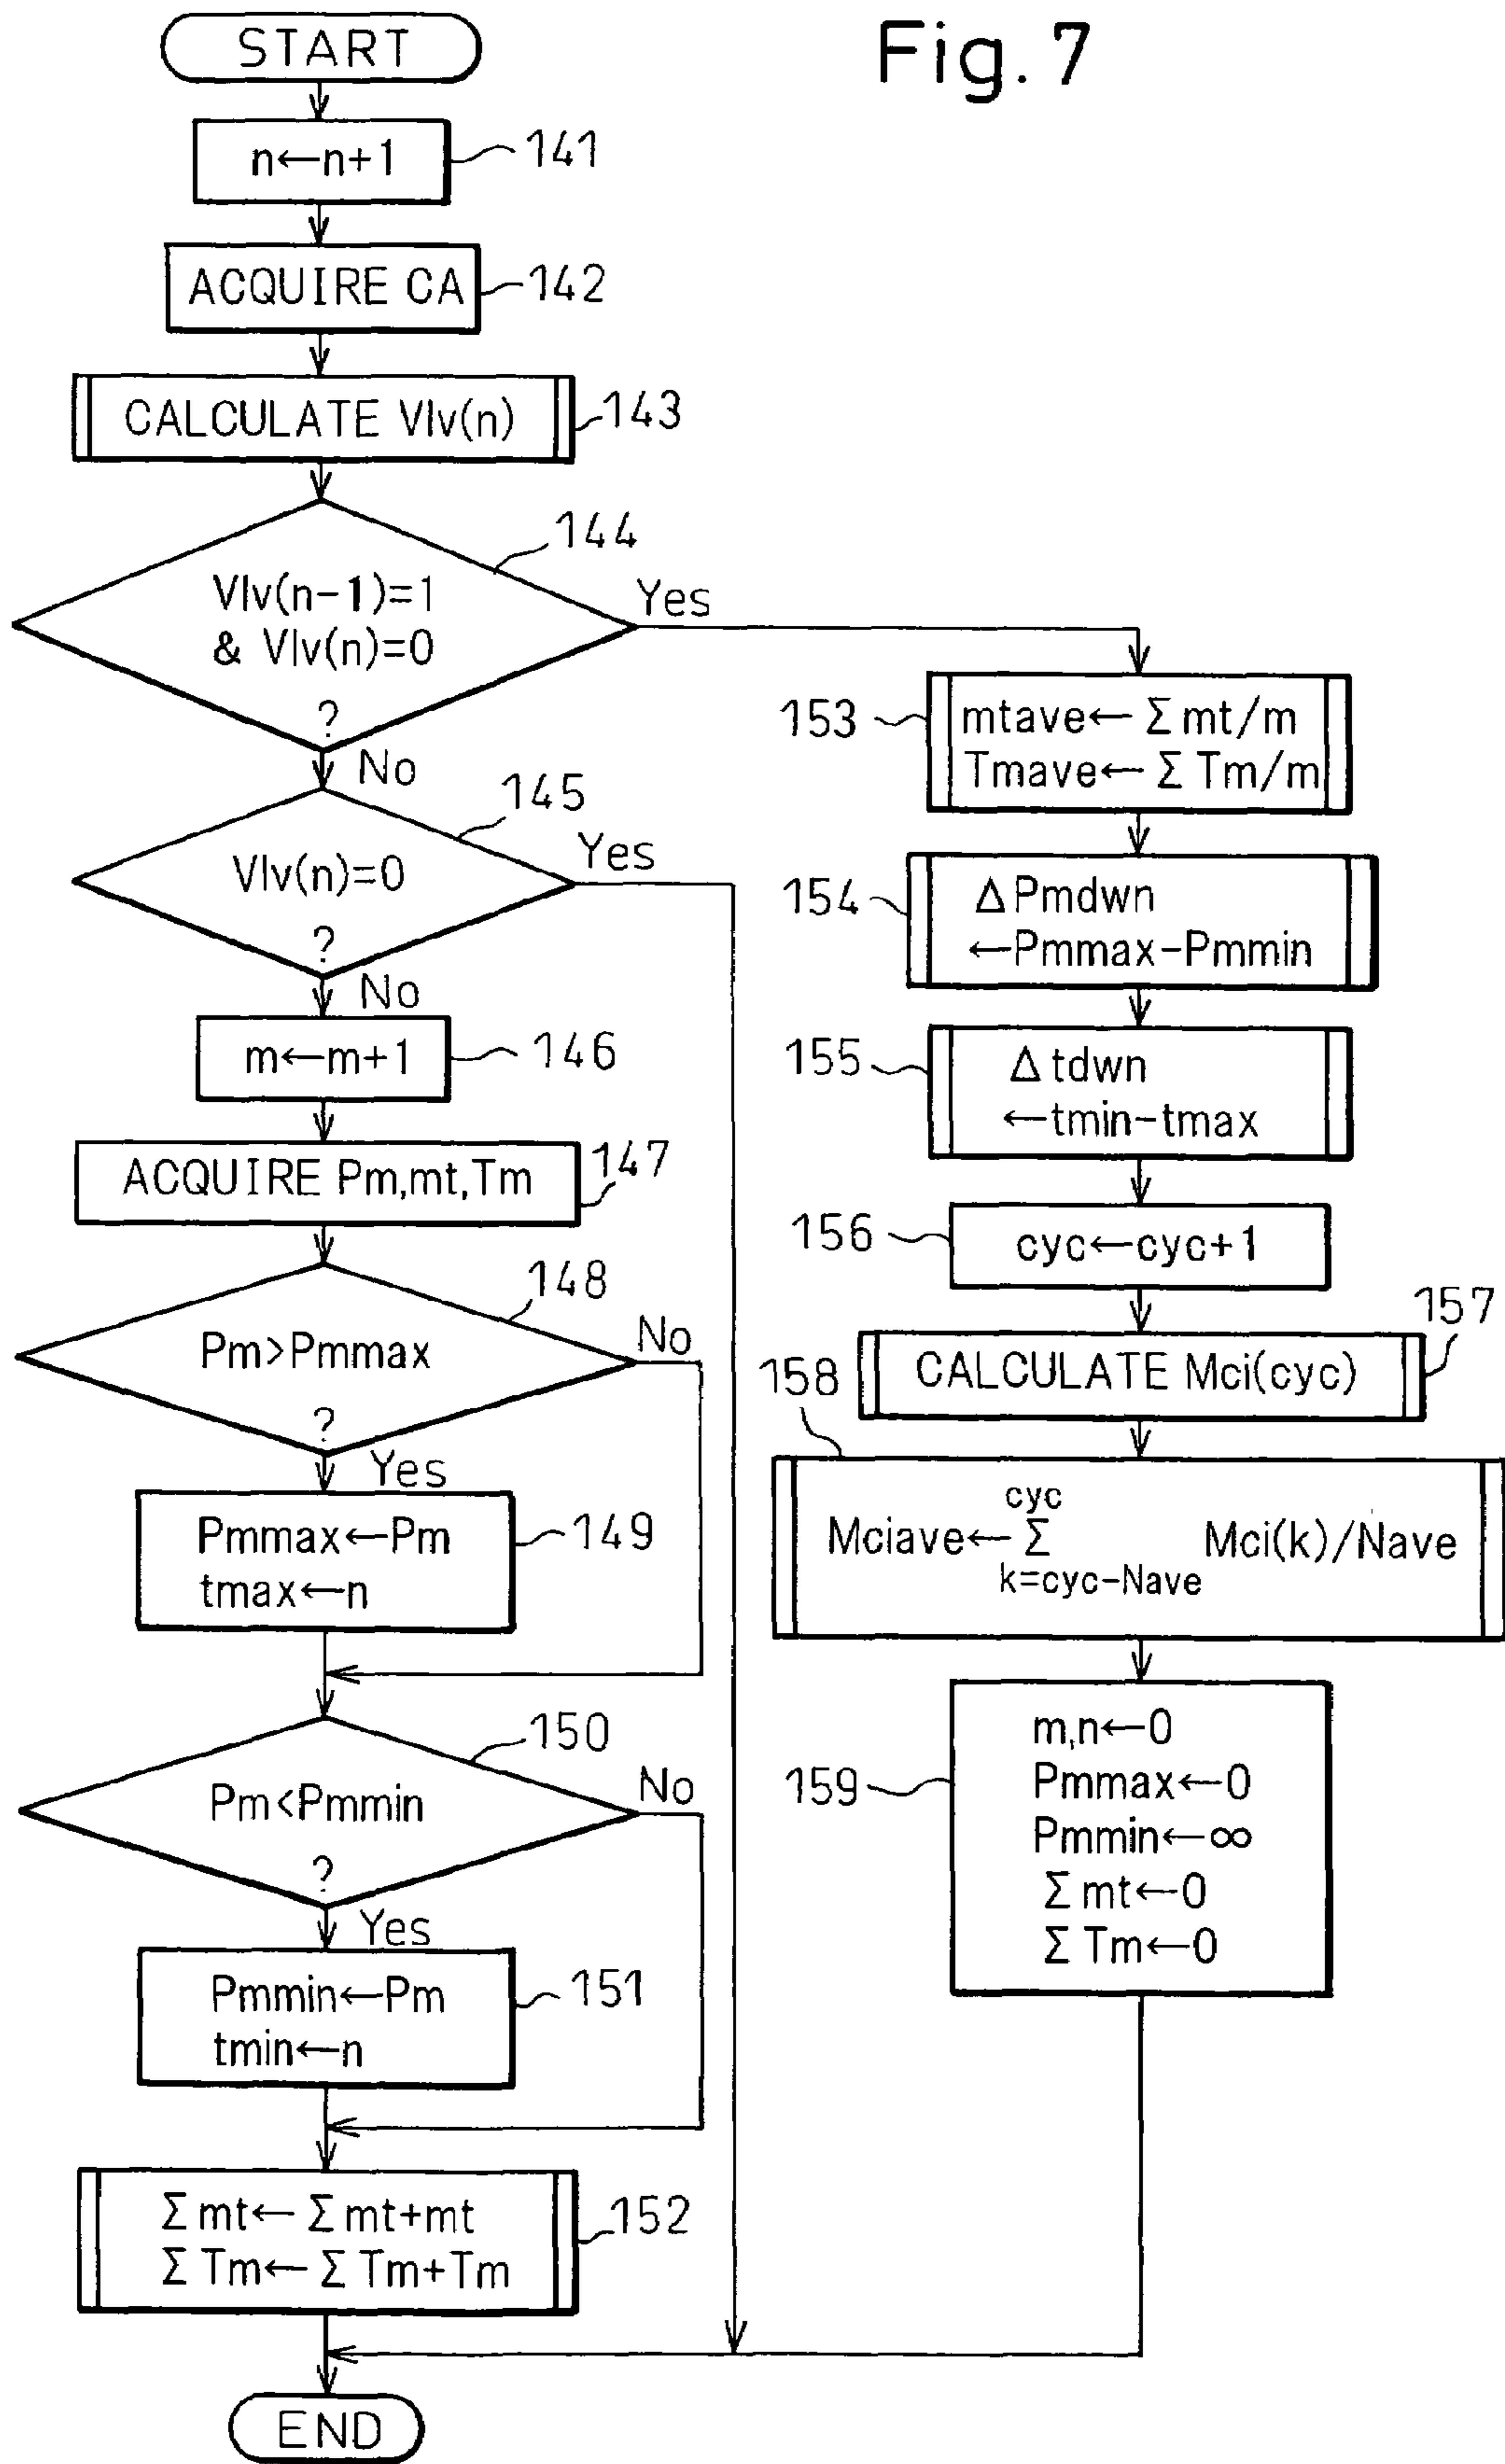 Fig. 7
START
n←n+1
141
ACQUIRE CA
142
CALCULATE Vlv(n)
143
144
Vlv(n-1)=1
& Vlv(n)=0
?
Yes
No
145
Vlv(n)=0
?
Yes
No
m←m+1
146
ACQUIRE Pm,mt,Tm
147
148
Pm>Pmmax
?
No
Yes
Pmmax←Pm
tmax←n
149
150
Pm<Pmmin
?
No
Yes
Pmmin←Pm
tmin←n
151
Σmt←Σmt+mt
ΣTm←ΣTm+Tm
152
END
153
mtave←Σmt/m
Tmave←ΣTm/m
154
ΔPmdwn
←Pmmax-Pmmin
155
Δtdwn
←tmin-tmax
156
cyc←cyc+1
157
CALCULATE Mci(cyc)
158
cyc
Mciave←Σ Mci(k)/Nave
k=cyc-Nave
159
m,n←0
Pmmax←0
Pmmin←∞
Σmt←0
ΣTm←0